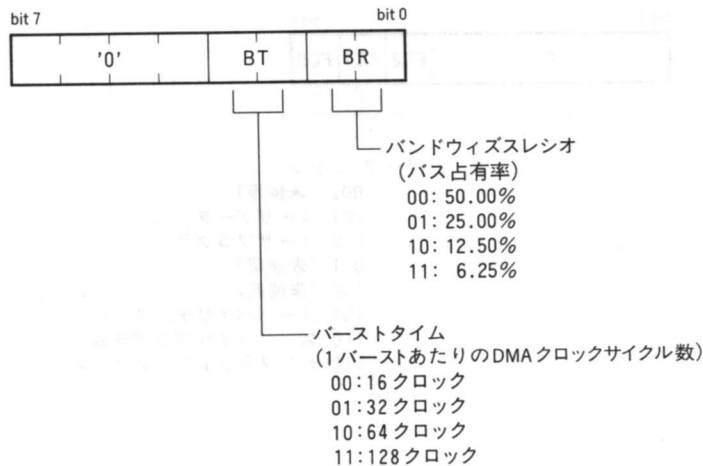 bit 7 bit 0
'0' BT BR
バンドウィズスレシオ
(バス占有率)
00: 50.00%
01: 25.00%
10: 12.50%
11: 6.25%
バーストタイム
(1バーストあたりのDMAクロックサイクル数)
00:16クロック
01:32クロック
10:64クロック
11:128クロック